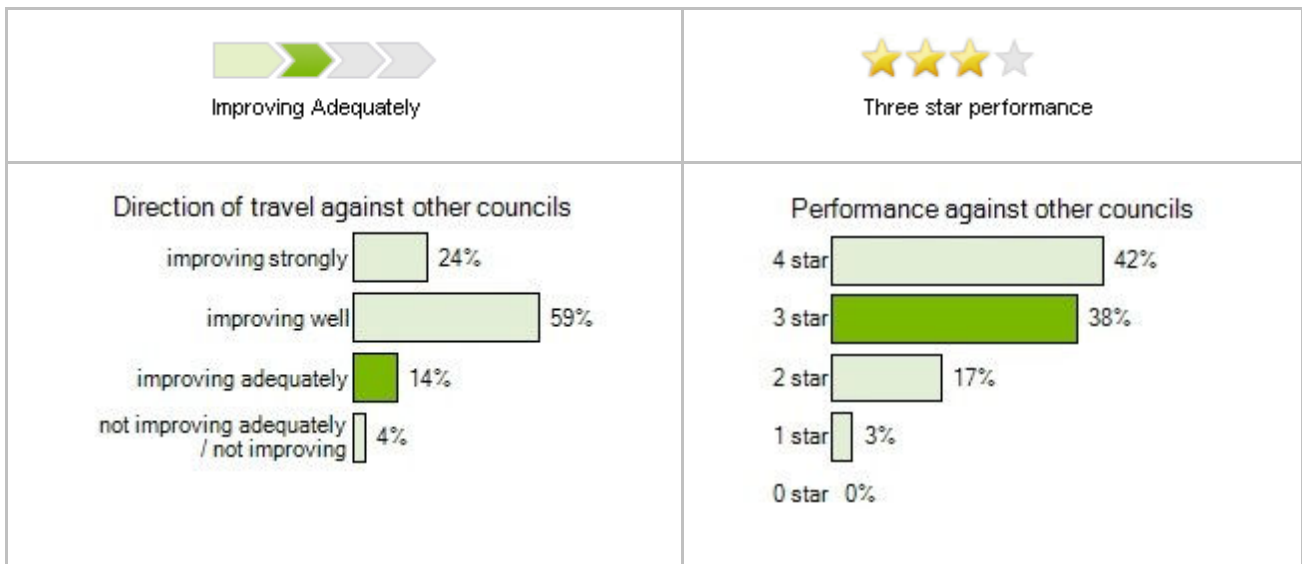 Improving Adequately
Three star performance
Direction of travel against other councils
improving strongly 24%
improving well 59%
improving adequately 14%
not improving adequately
/ not improving 4%
Performance against other councils
4 star 42%
3 star 38%
2 star 17%
1 star 3%
0 star 0%